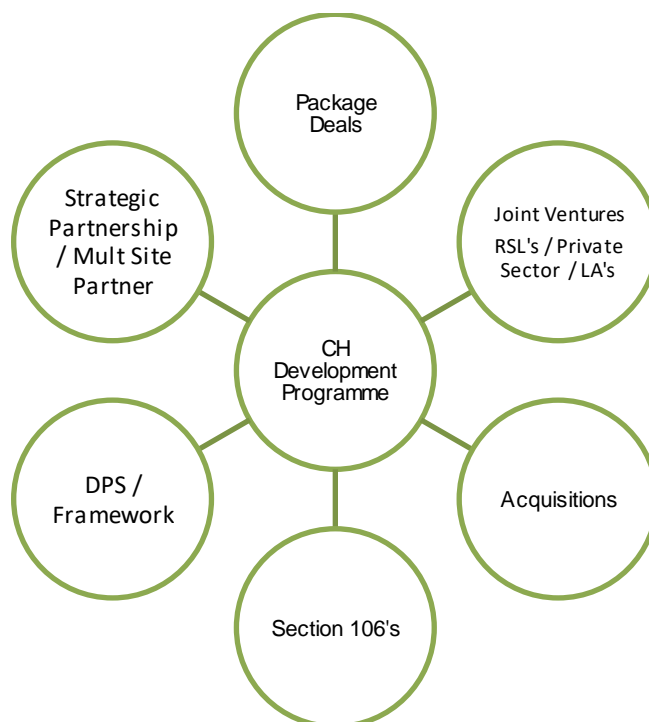 Package
Deals
Strategic
Partnership
/ Mult Site
Partner
Joint Ventures
RSL's / Private
Sector / LA's
CH
Development
Programme
DPS /
Framework
Acquisitions
Section 106's